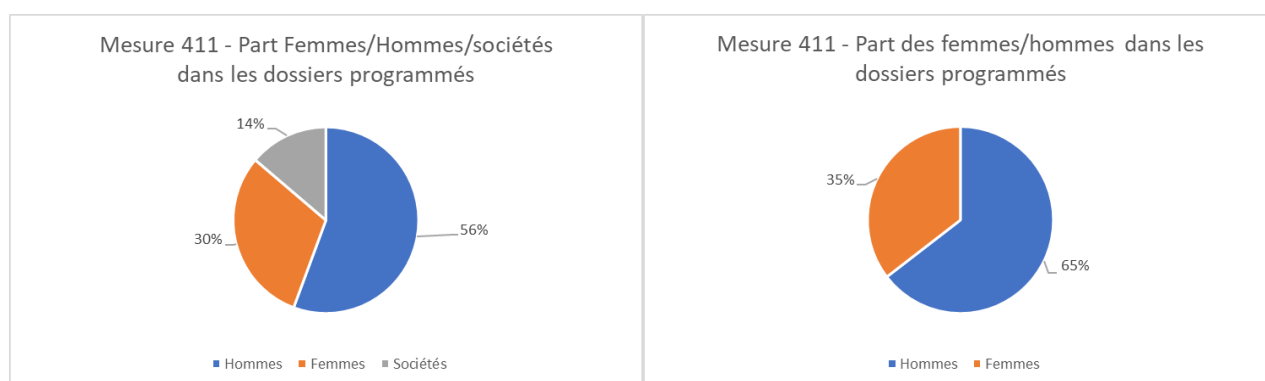 Mesure 411 - Part Femmes/Hommes/sociétés
dans les dossiers programmés
14%
30%
56%
Hommes Femmes Sociétés
Mesure 411 - Part des femmes/hommes dans les
dossiers programmés
35%
65%
Hommes Femmes